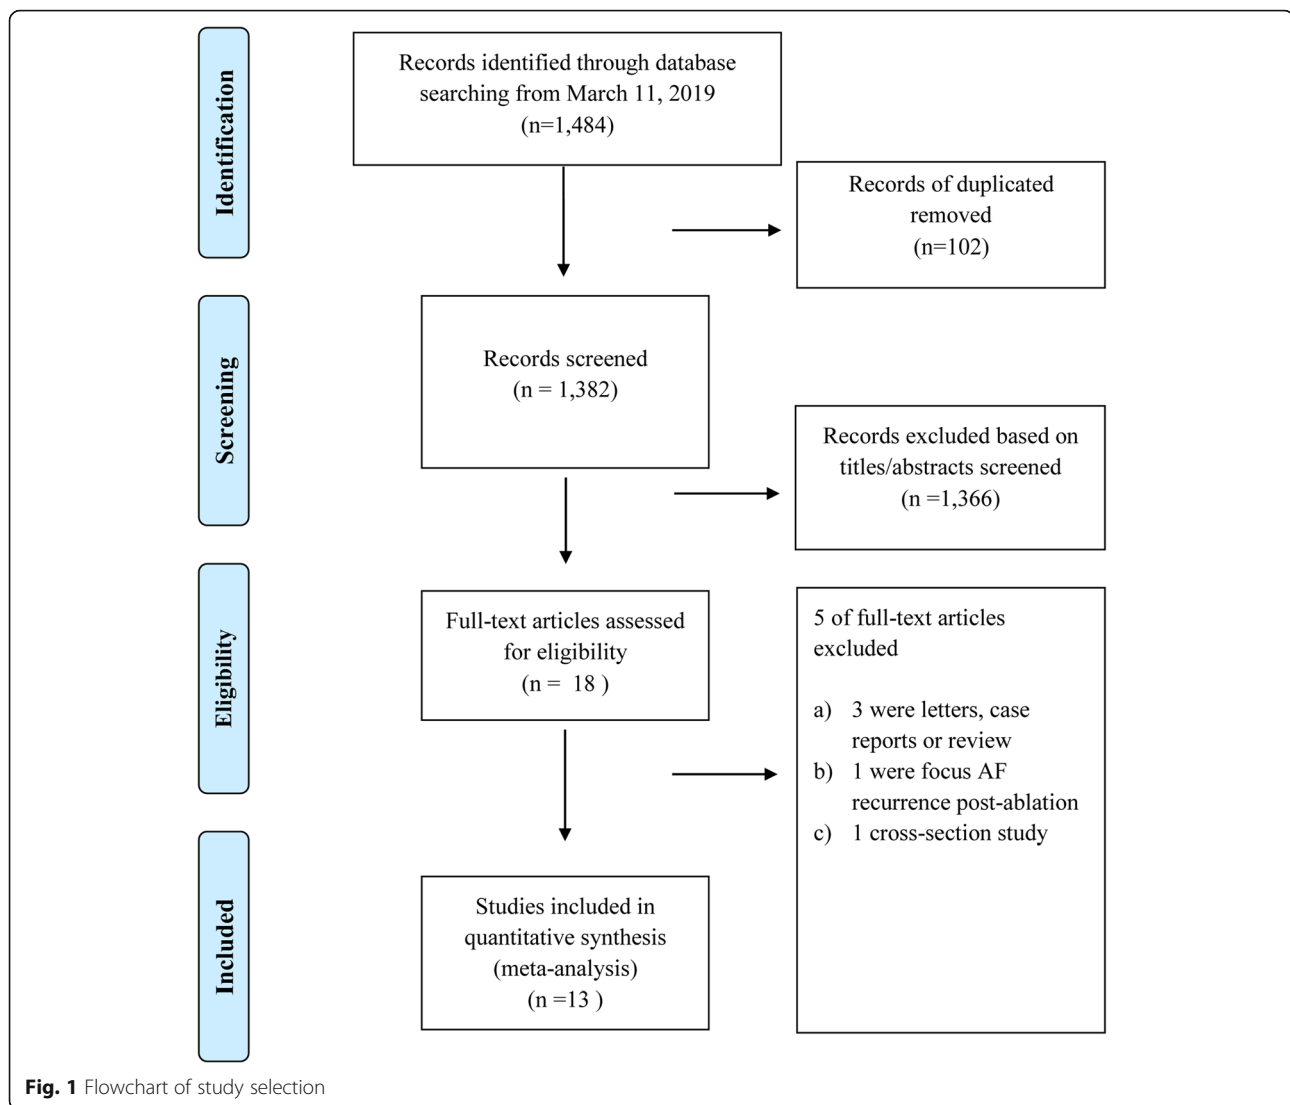 Identification
Records identified through database
searching from March 11, 2019
(n=1,484)
Records of duplicated
removed
(n=102)
Screening
Records screened
(n = 1,382)
Records excluded based on
titles/abstracts screened
(n =1,366)
Eligibility
Full-text articles assessed
for eligibility
(n = 18 )
5 of full-text articles
excluded
a) 3 were letters, case
reports or review
b) 1 were focus AF
recurrence post-ablation
c) 1 cross-section study
Included
Studies included in
quantitative synthesis
(meta-analysis)
(n =13 )
Fig. 1 Flowchart of study selection